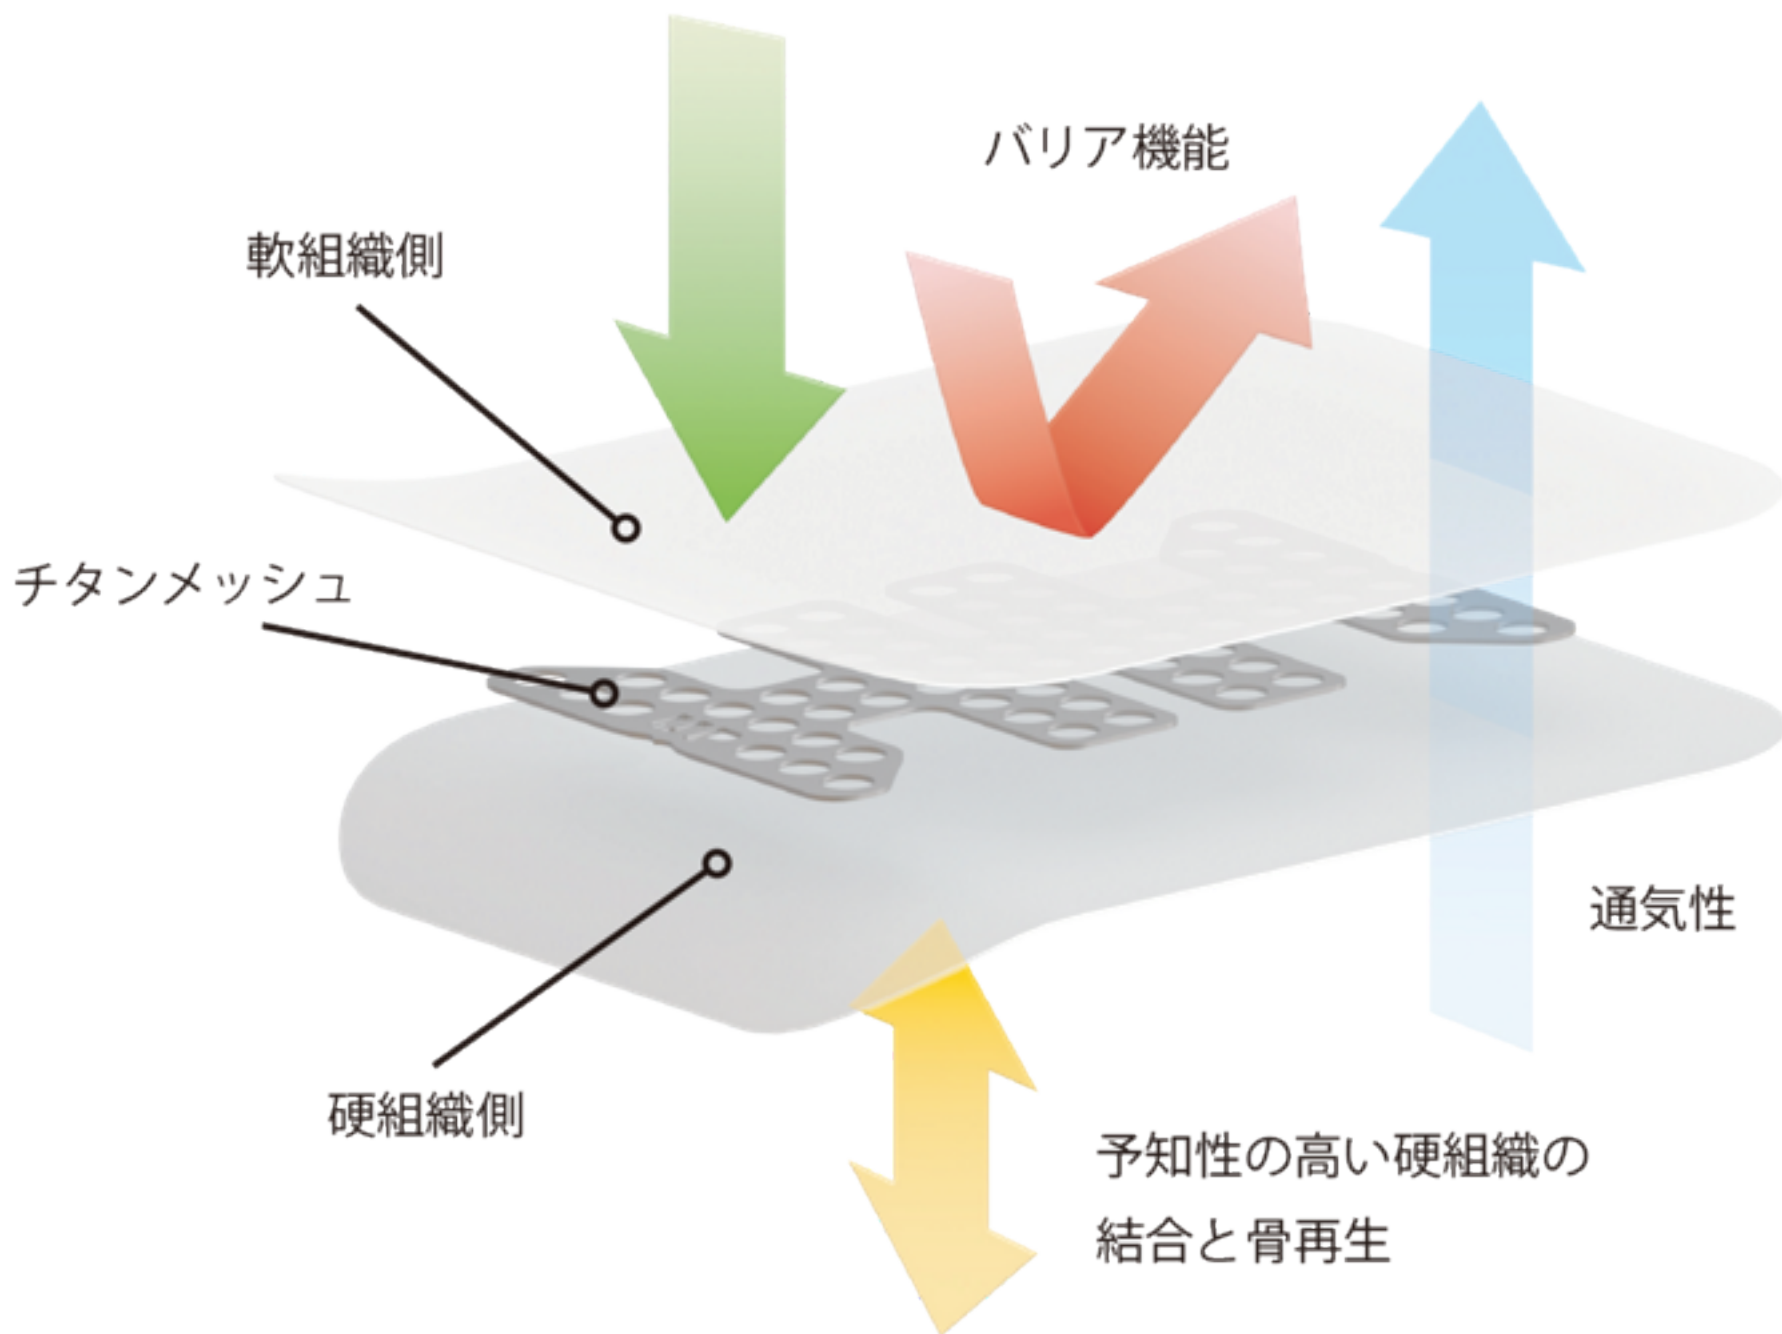 バリア機能
軟組織側
チタンメッシュ
通気性
硬組織側
予知性の高い硬組織の
結合と骨再生